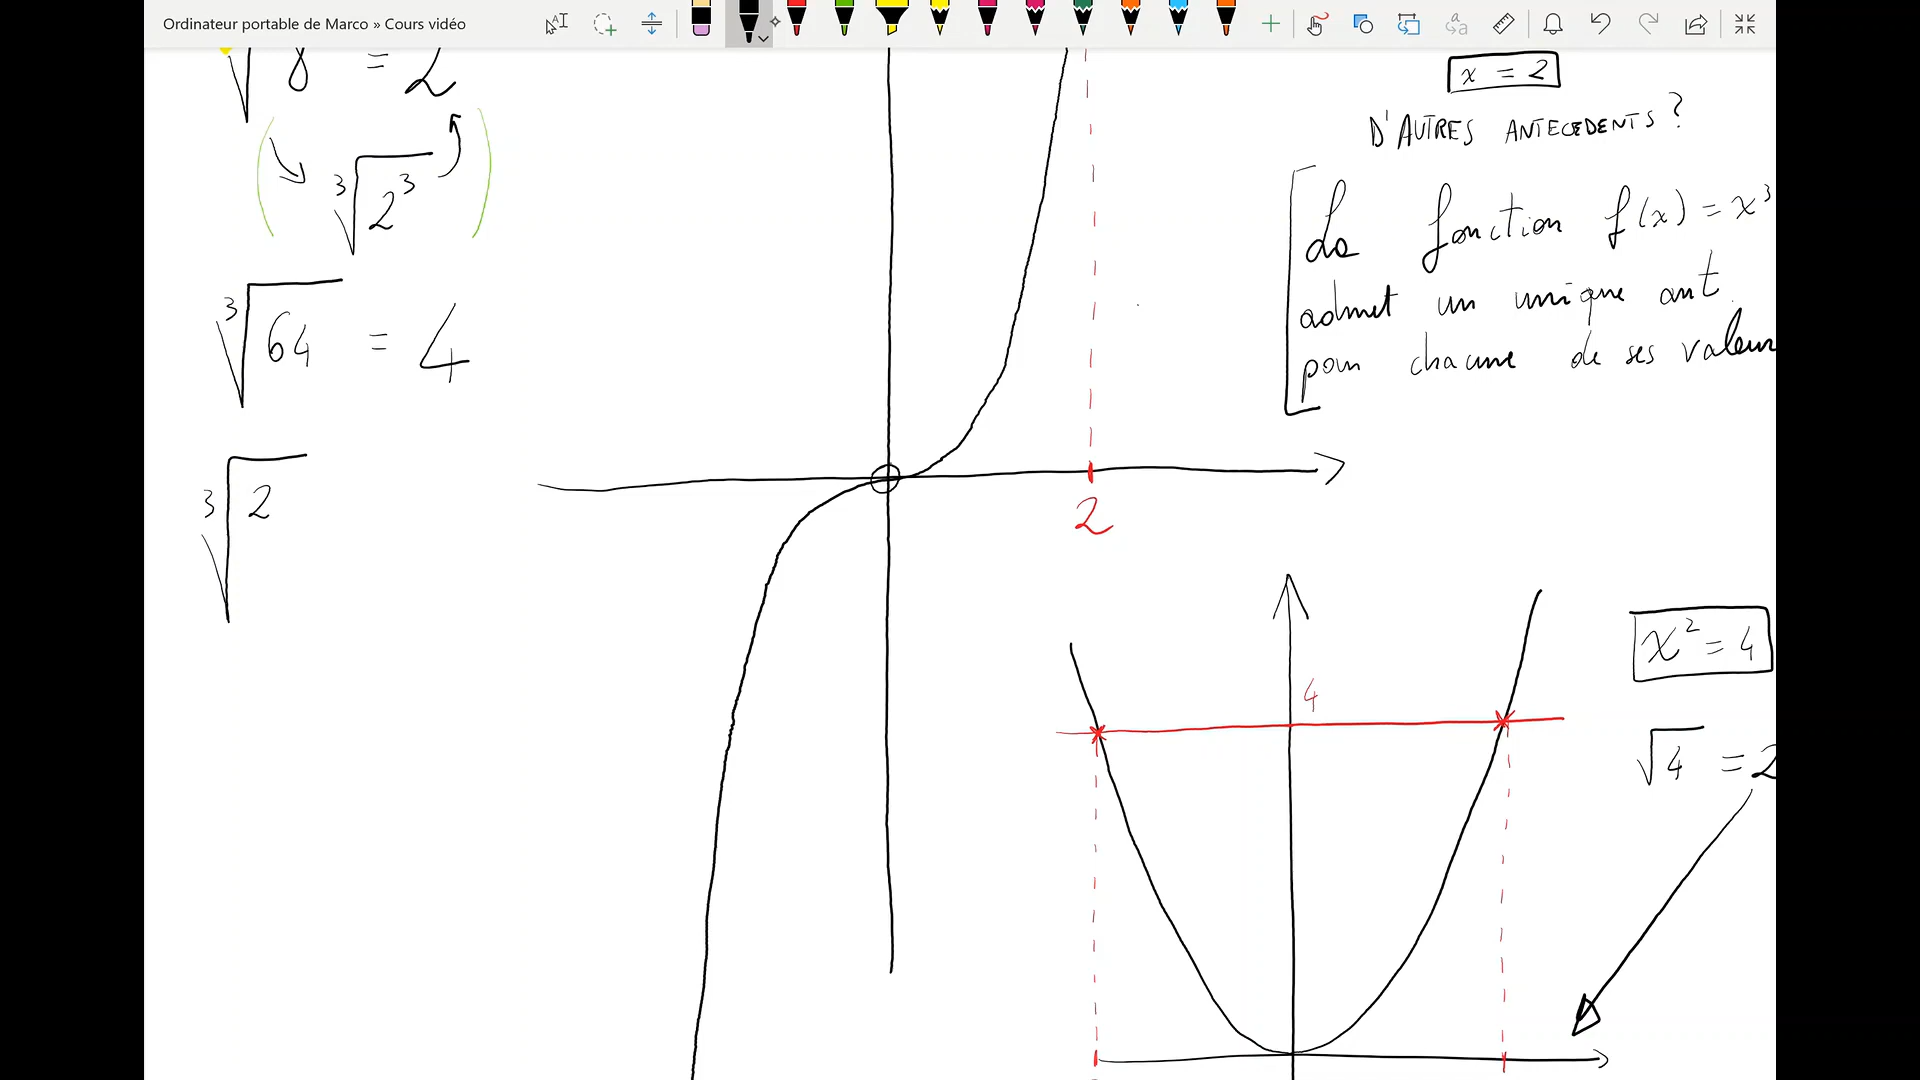 Ordinateur portable de Marco » Cours vidéo
√8 = 2
∛2³
∛64 = 4
∛2
2
x = 2
D'AUTRES ANTECEDENTS ?
La fonction f(x) = x³
admet un unique ant.
pour chacune de ses valeur
4
x² = 4
√4 = 2